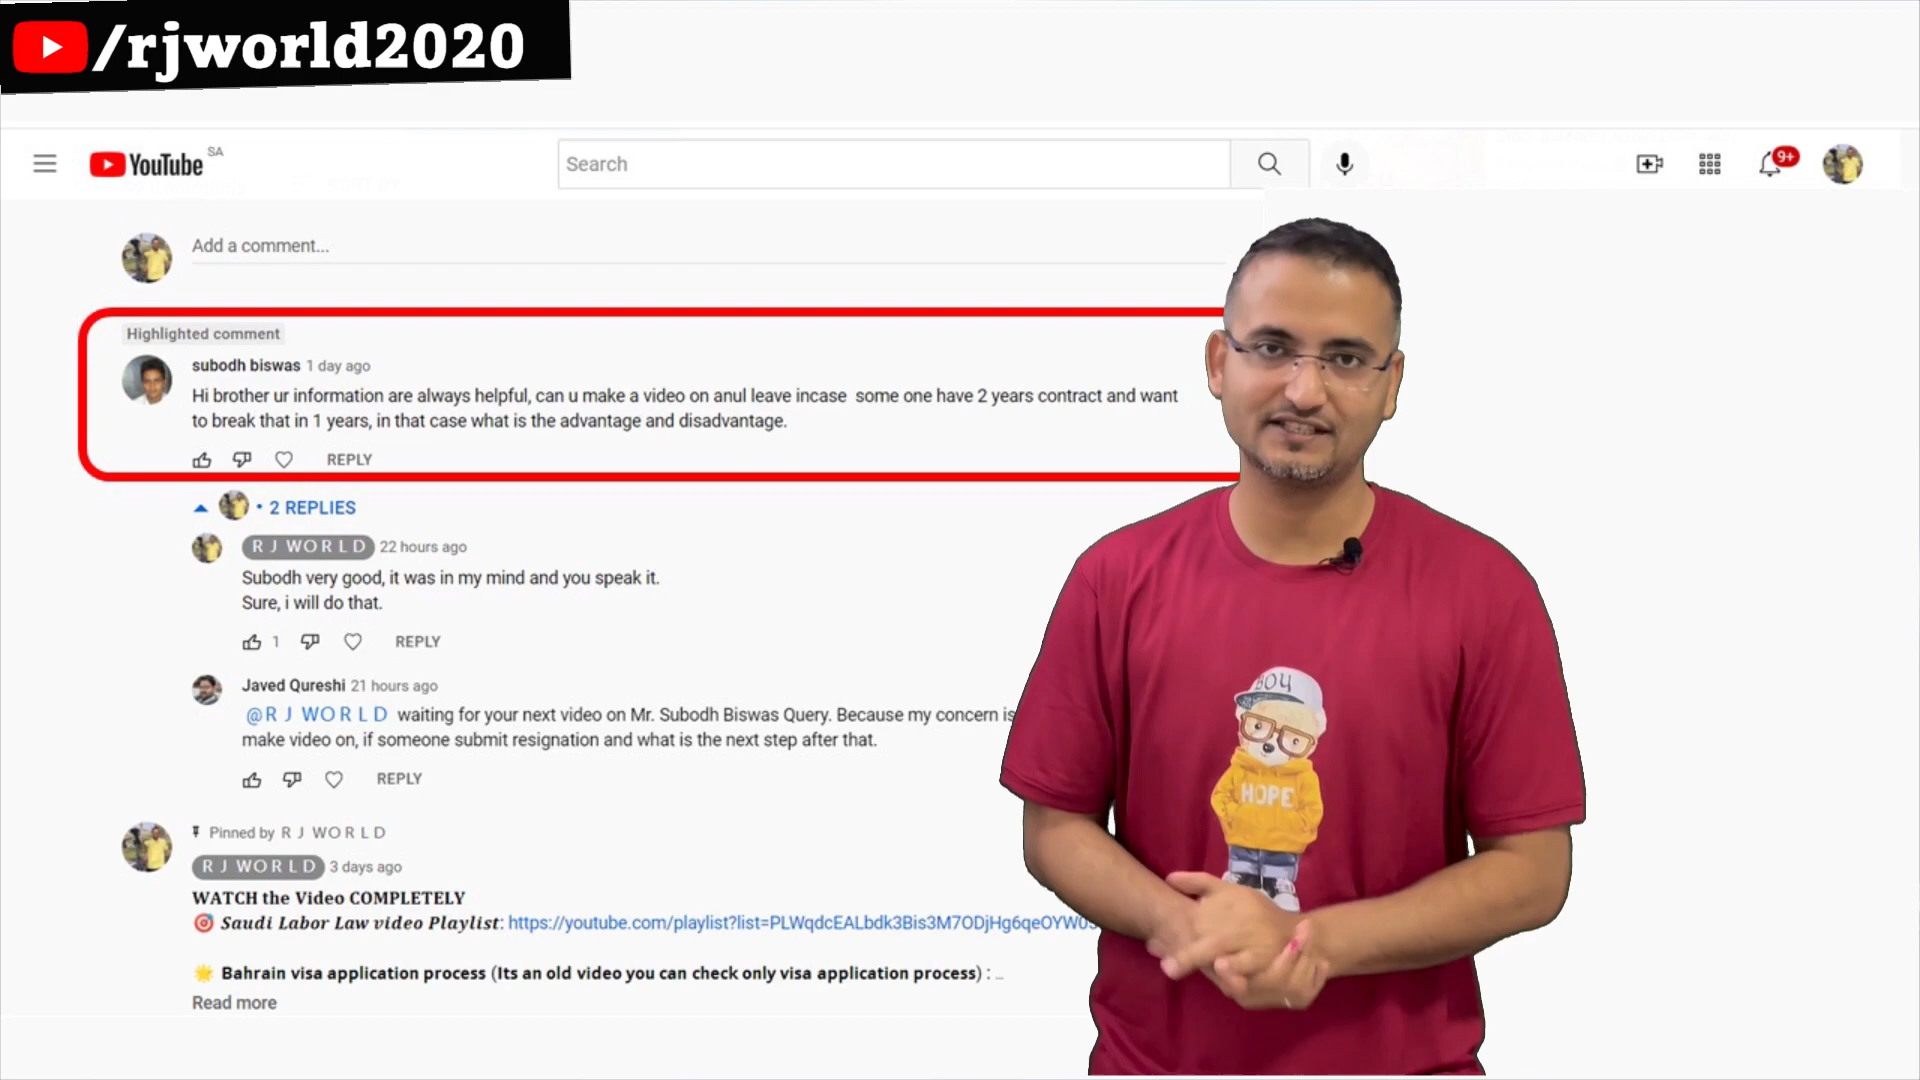 /rjworld2020
YouTube SA
Search
9+
Add a comment...
Highlighted comment
subodh biswas 1 day ago
Hi brother ur information are always helpful, can u make a video on anul leave incase some one have 2 years contract and want
to break that in 1 years, in that case what is the advantage and disadvantage.
REPLY
• 2 REPLIES
R J WORLD 22 hours ago
Subodh very good, it was in my mind and you speak it.
Sure, i will do that.
1 REPLY
Javed Qureshi 21 hours ago
@R J WORLD waiting for your next video on Mr. Subodh Biswas Query. Because my concern is
make video on, if someone submit resignation and what is the next step after that.
REPLY
Pinned by R J WORLD
R J WORLD 3 days ago
WATCH the Video COMPLETELY
🎯 Saudi Labor Law video Playlist: https://youtube.com/playlist?list=PLWqdcEALbdk3Bis3M7ODjHg6qeOYW0
🌟 Bahrain visa application process (Its an old video you can check only visa application process) : ...
Read more
BOY
HOPE